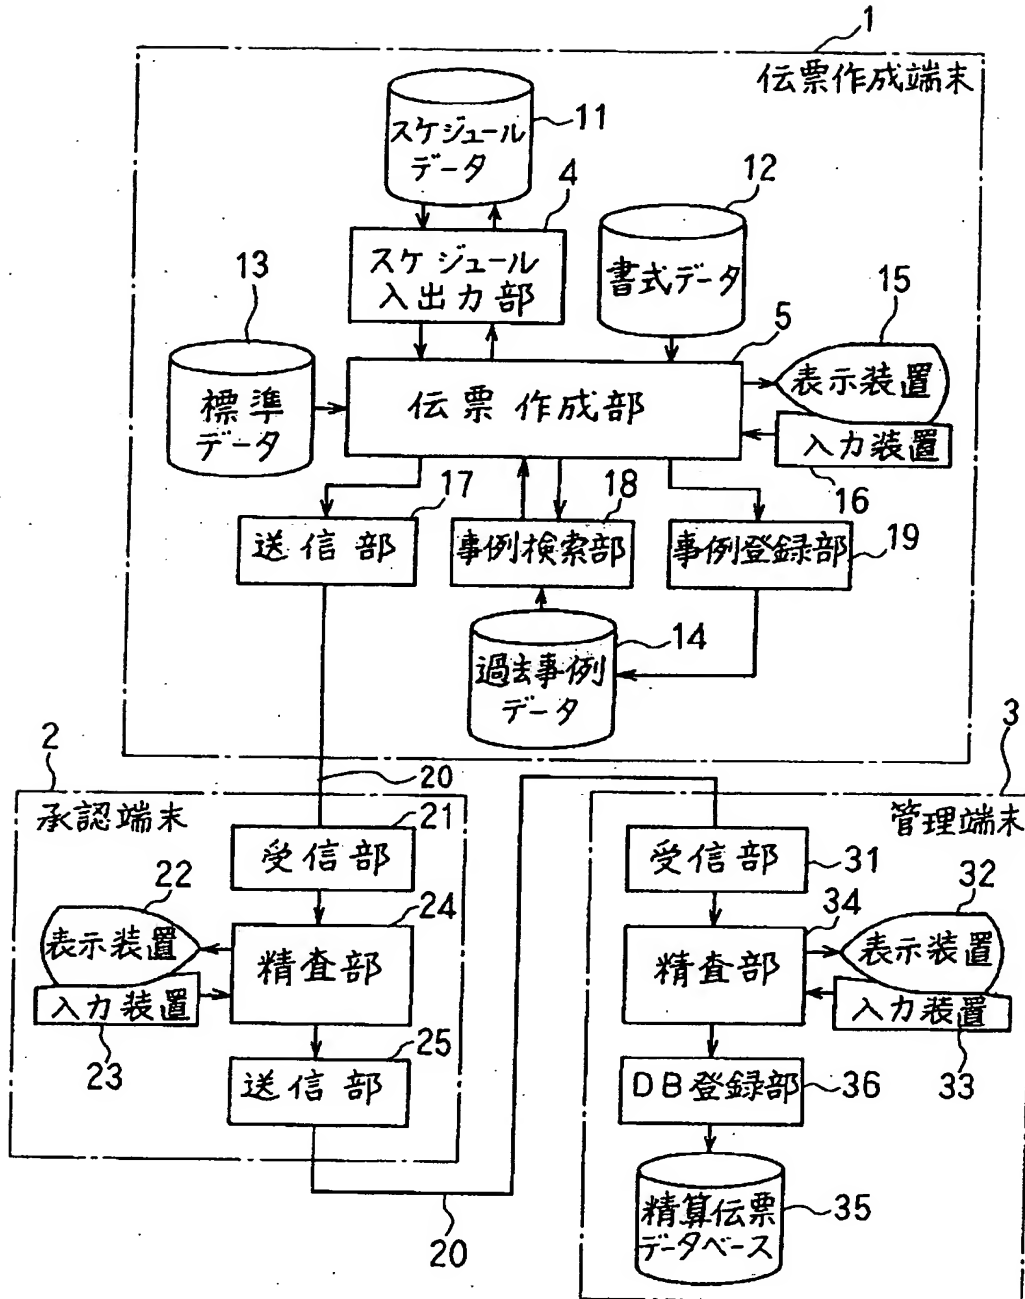 1
伝票作成端末
スケジュール
データ
11
4
スケジュール
入出力部
12
書式データ
13
標準
データ
5
伝票作成部
15
表示装置
入力装置
16
17
送信部
18
事例検索部
事例登録部
19
過去事例
データ
14
2
承認端末
20
21
受信部
22
表示装置
24
精査部
入力装置
23
25
送信部
20
3
管理端末
受信部
31
32
34
表示装置
精査部
入力装置
33
DB登録部
36
精算伝票
データベース
35